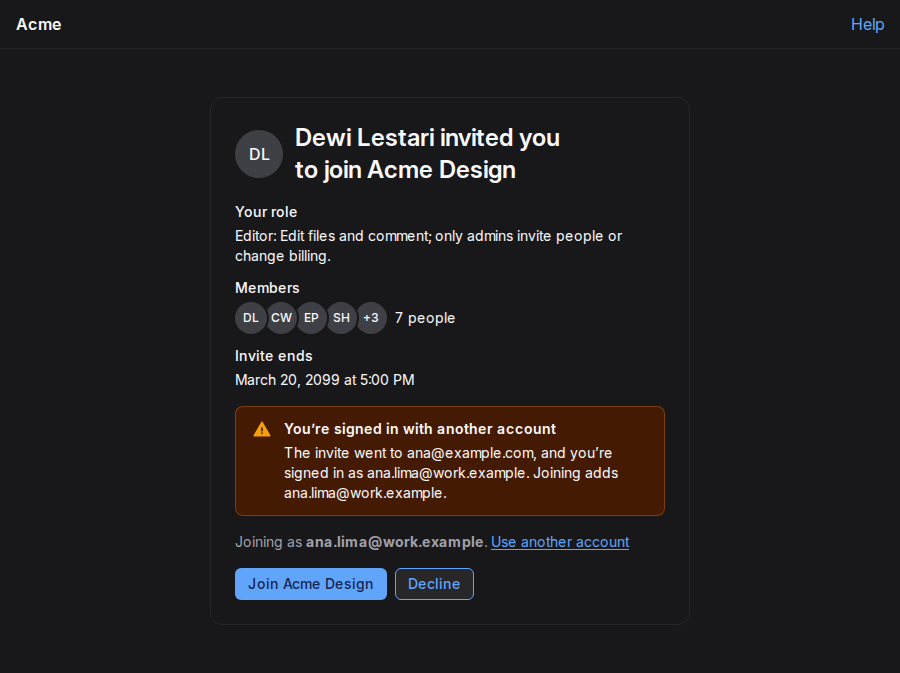 Acme
Help
DL
Dewi Lestari invited you
to join Acme Design
Your role
Editor: Edit files and comment; only admins invite people or
change billing.
Members
DL CW EP SH +3 7 people
Invite ends
March 20, 2099 at 5:00 PM
You’re signed in with another account
The invite went to ana@example.com, and you’re
signed in as ana.lima@work.example. Joining adds
ana.lima@work.example.
Joining as ana.lima@work.example. Use another account
Join Acme Design
Decline